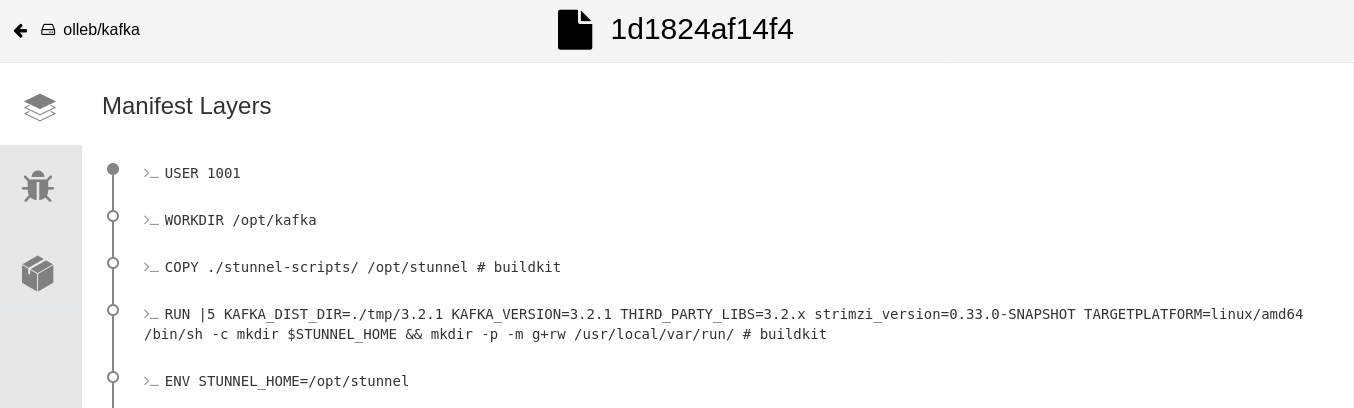 olleb/kafka
1d1824af14f4
Manifest Layers
>_ USER 1001
>_ WORKDIR /opt/kafka
>_ COPY ./stunnel-scripts/ /opt/stunnel # buildkit
>_ RUN |5 KAFKA_DIST_DIR=./tmp/3.2.1 KAFKA_VERSION=3.2.1 THIRD_PARTY_LIBS=3.2.x strimzi_version=0.33.0-SNAPSHOT TARGETPLATFORM=linux/amd64
/bin/sh -c mkdir $STUNNEL_HOME && mkdir -p -m g+rw /usr/local/var/run/ # buildkit
>_ ENV STUNNEL_HOME=/opt/stunnel